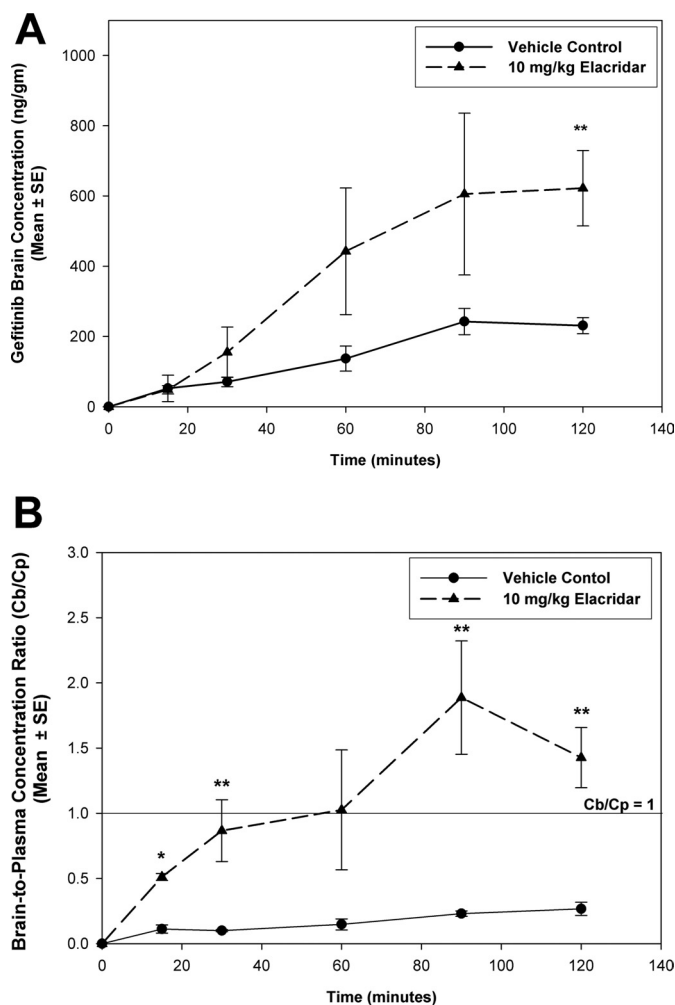 A
Gefitinib Brain Concentration (ng/gm)
(Mean ± SE)
1000
800
600
400
200
0
Vehicle Control
10 mg/kg Elacridar
**
0 20 40 60 80 100 120 140
Time (minutes)
B
Brain-to-Plasma Concentration Ratio (Cb/Cp)
(Mean ± SE)
3.0
2.5
2.0
1.5
1.0
0.5
0.0
Vehicle Contol
10 mg/kg Elacridar
**
**
**
*
Cb/Cp = 1
0 20 40 60 80 100 120 140
Time (minutes)